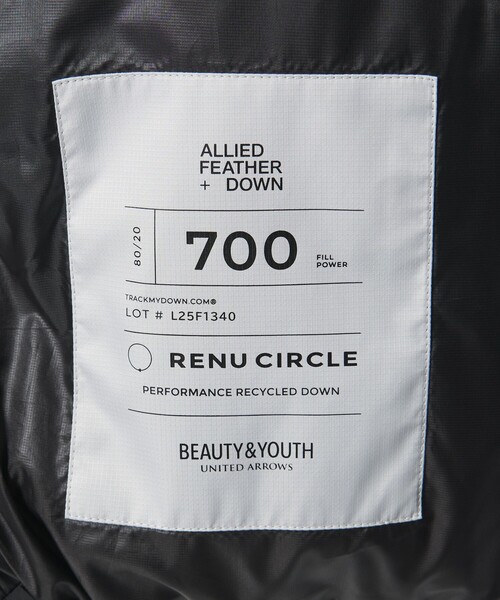 ALLIED
FEATHER
+ DOWN
80/20
700
FILL
POWER
TRACKMYDOWN.COM®
LOT # L25F1340
RENU CIRCLE
PERFORMANCE RECYCLED DOWN
BEAUTY&YOUTH
UNITED ARROWS